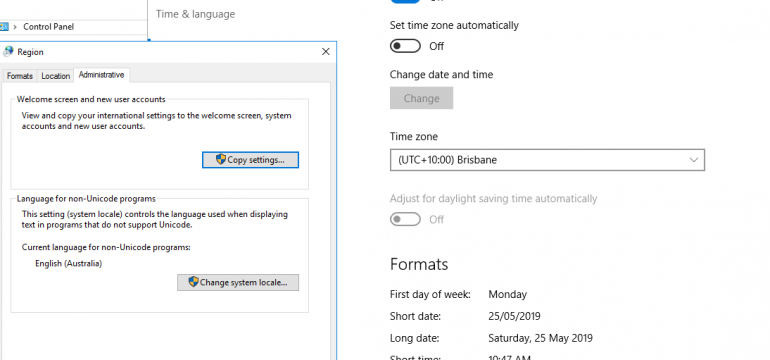 Time & language
Control Panel
Region
Formats Location Administrative
Welcome screen and new user accounts
View and copy your international settings to the welcome screen, system
accounts and new user accounts.
Copy settings...
Language for non-Unicode programs
This setting (system locale) controls the language used when displaying
text in programs that do not support Unicode.
Current language for non-Unicode programs:
English (Australia)
Change system locale...
Set time zone automatically
Off
Change date and time
Change
Time zone
(UTC+10:00) Brisbane
Adjust for daylight saving time automatically
Off
Formats
First day of week: Monday
Short date: 25/05/2019
Long date: Saturday, 25 May 2019
Short time: 10:47 AM